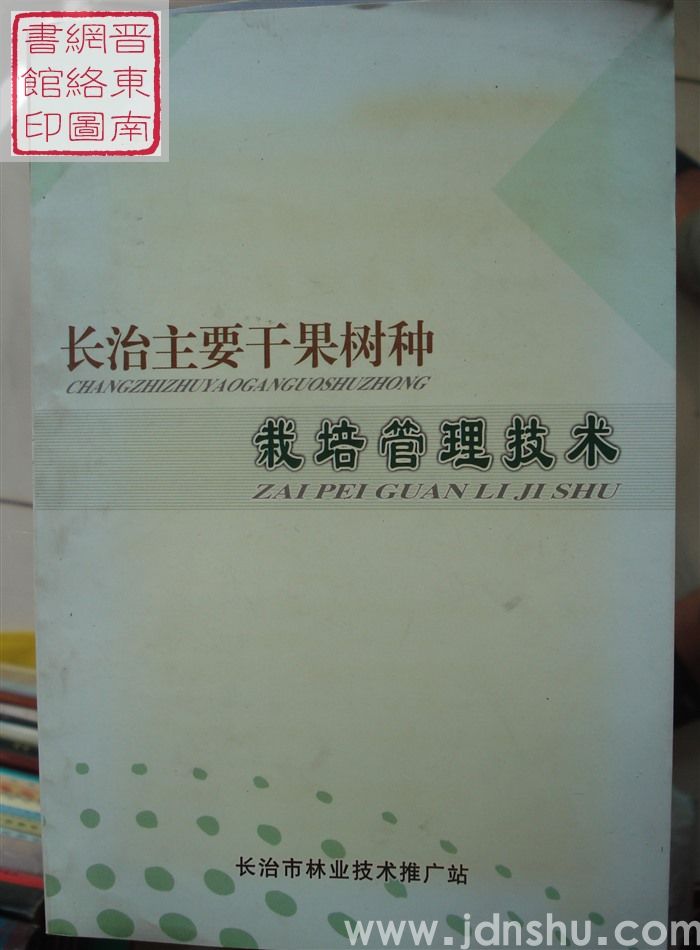 晋東南
網絡圖
書館印
长治主要干果树种
CHANGZHIZHUYAOGANGUOSHUZHONG
栽培管理技术
ZAI PEI GUAN LI JI SHU
长治市林业技术推广站
www.jdnshu.com